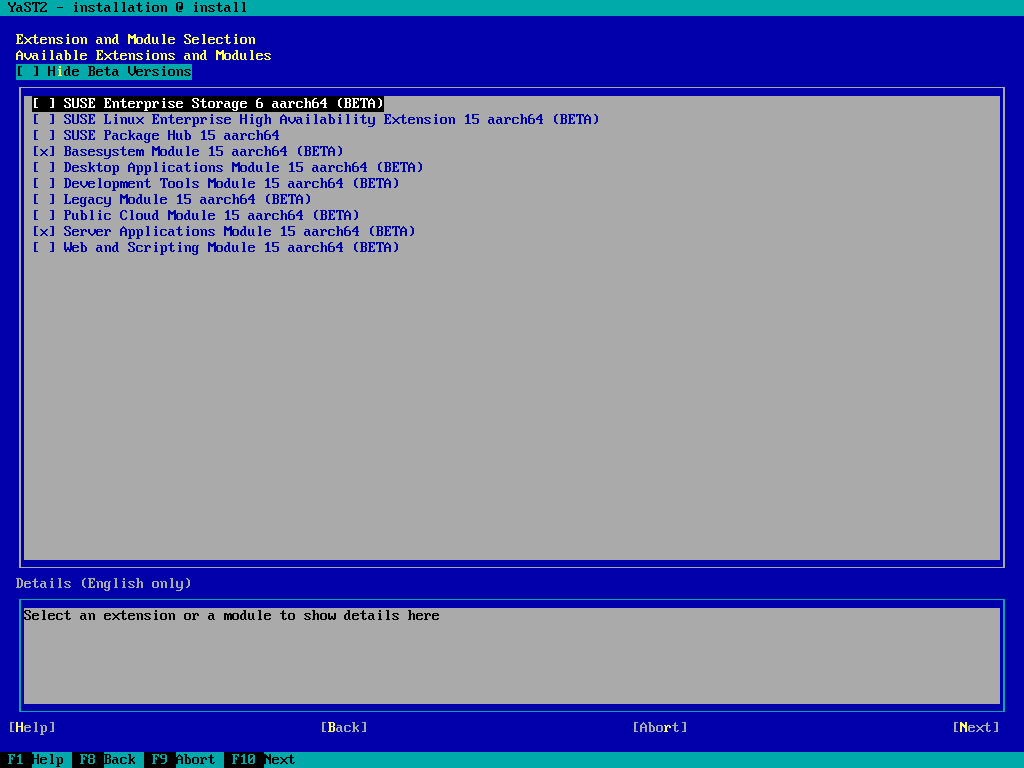 YaST2 - installation @ install
Extension and Module Selection
Available Extensions and Modules
[ ] Hide Beta Versions
[ ] SUSE Enterprise Storage 6 aarch64 (BETA)
[ ] SUSE Linux Enterprise High Availability Extension 15 aarch64 (BETA)
[ ] SUSE Package Hub 15 aarch64
[x] Basesystem Module 15 aarch64 (BETA)
[ ] Desktop Applications Module 15 aarch64 (BETA)
[ ] Development Tools Module 15 aarch64 (BETA)
[ ] Legacy Module 15 aarch64 (BETA)
[ ] Public Cloud Module 15 aarch64 (BETA)
[x] Server Applications Module 15 aarch64 (BETA)
[ ] Web and Scripting Module 15 aarch64 (BETA)
Details (English only)
Select an extension or a module to show details here
[Help] [Back] [Abort] [Next]
F1 Help F8 Back F9 Abort F10 Next